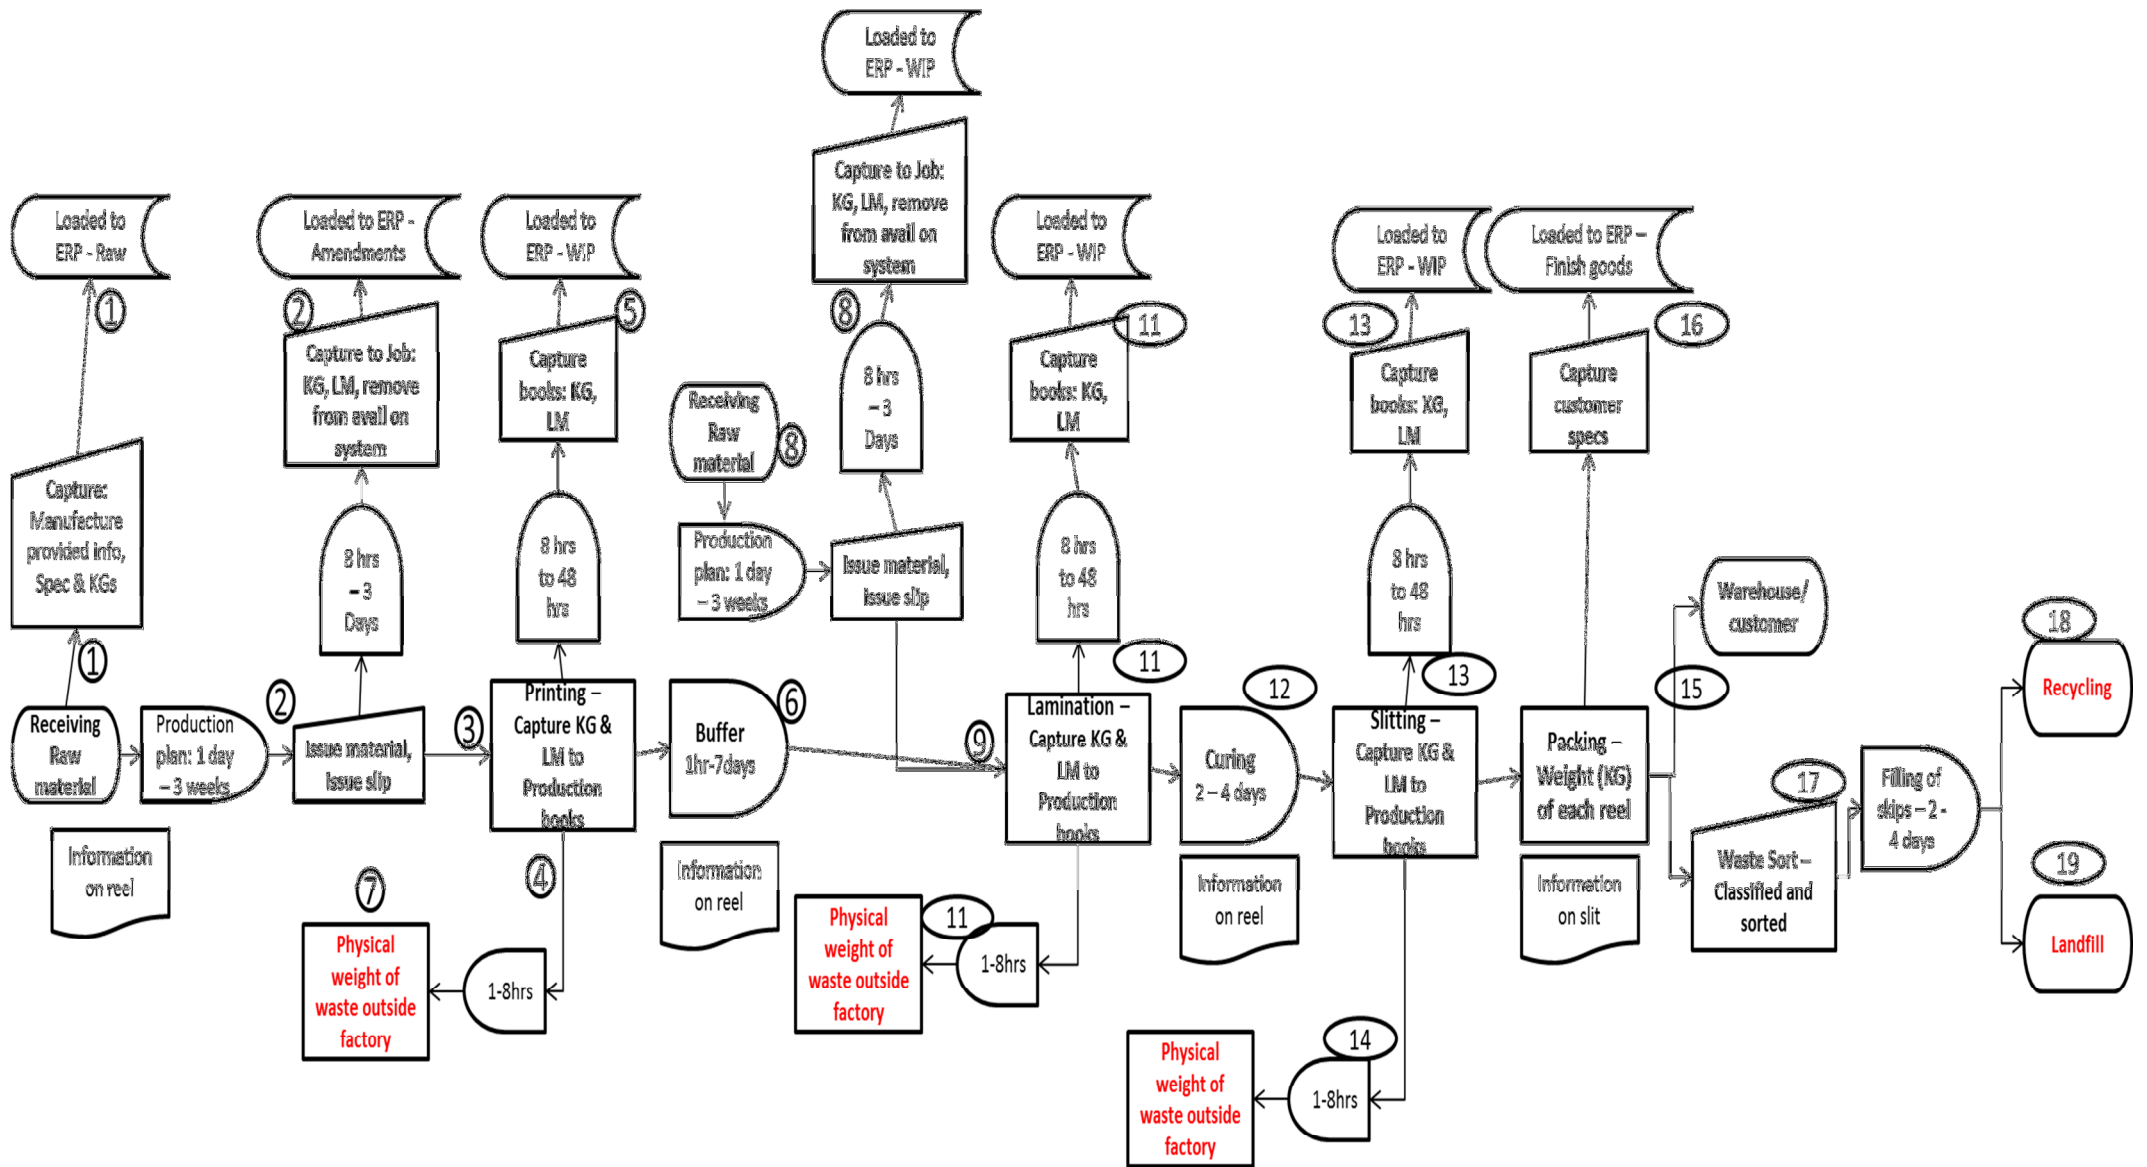 Loaded to
ERP - WIP
Capture to Job:
KG, LM, remove
from avail on
system
Loaded to
ERP - Raw
①
Loaded to ERP -
Amendments
②
Loaded to
ERP - WIP
⑤
⑧
Loaded to
ERP - WIP
11
Loaded to
ERP - WIP
13
Loaded to ERP –
Finish goods
16
Capture to Job:
KG, LM, remove
from avail on
system
Capture
books: KG,
LM
Receiving
Raw
material
⑧
8 hrs
– 3
Days
Capture
books: KG,
LM
Capture
books: KG,
LM
Capture
customer
specs
Capture:
Manufacture
provided info,
Spec & KGs
8 hrs
– 3
Days
8 hrs
to 48
hrs
Production
plan: 1 day
– 3 weeks
Issue material,
Issue slip
8 hrs
to 48
hrs
8 hrs
to 48
hrs
Warehouse/
customer
①
Receiving
Raw
material
Production
plan: 1 day
– 3 weeks
②
Issue material,
Issue slip
③
Printing –
Capture KG &
LM to
Production
books
Buffer
1hr-7days
⑥
⑨
11
Lamination –
Capture KG &
LM to
Production
books
12
Curing
2 – 4 days
13
Slitting –
Capture KG &
LM to
Production
books
15
Packing –
Weight (KG)
of each reel
17
Filling of
skips – 2 -
4 days
18
Recycling
Information
on reel
④
⑦
Physical
weight of
waste outside
factory
1-8hrs
Information
on reel
Physical
weight of
waste outside
factory
11
1-8hrs
Information
on reel
Information
on slit
Waste Sort –
Classified and
sorted
19
Landfill
Physical
weight of
waste outside
factory
14
1-8hrs